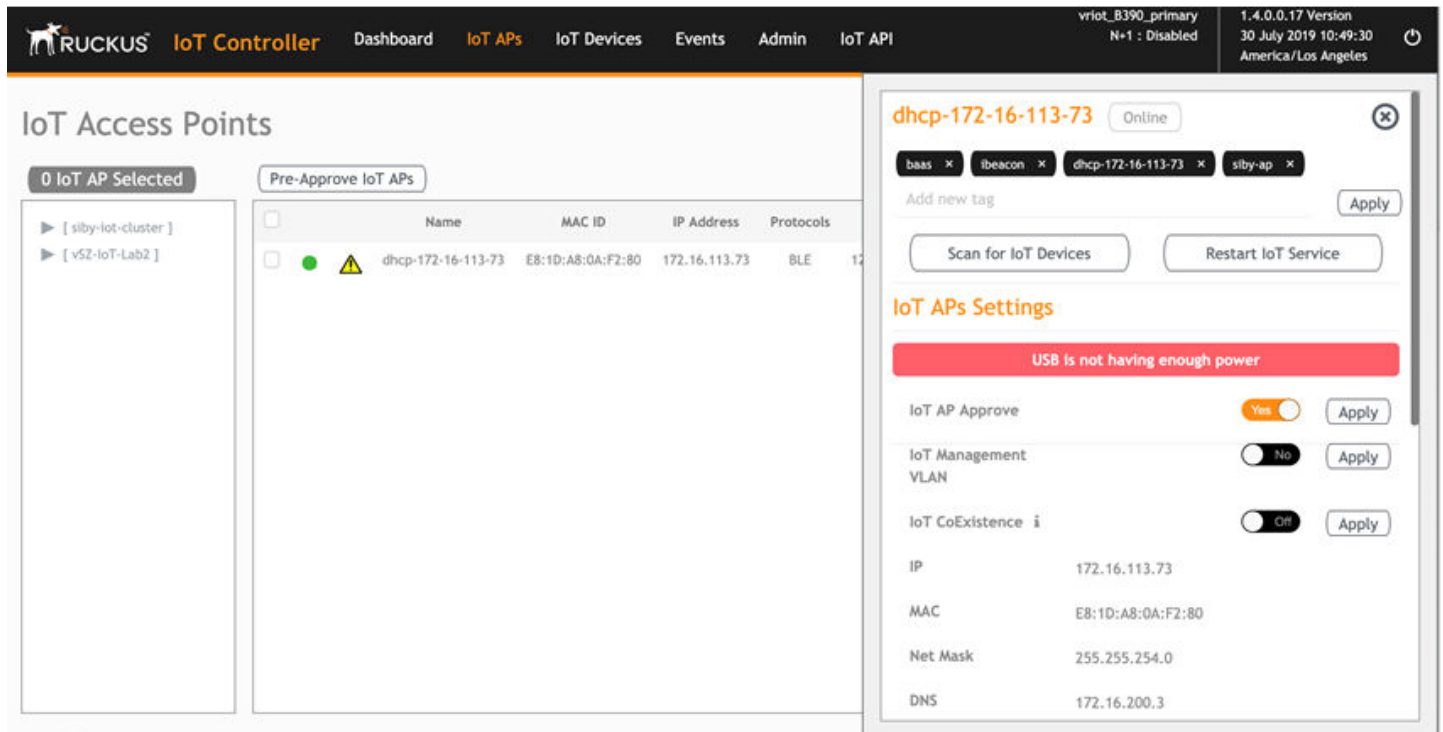 RUCKUS IoT Controller Dashboard IoT APs IoT Devices Events Admin IoT API
vriot_B390_primary
N+1 : Disabled
1.4.0.0.17 Version
30 July 2019 10:49:30
America/Los Angeles
IoT Access Points
0 IoT AP Selected
Pre-Approve IoT APs
[ siby-iot-cluster ]
[ vSZ-IoT-Lab2 ]
Name MAC ID IP Address Protocols
dhcp-172-16-113-73 E8:1D:A8:0A:F2:80 172.16.113.73 BLE 12
dhcp-172-16-113-73 Online
baas × ibeacon × dhcp-172-16-113-73 × siby-ap ×
Add new tag Apply
Scan for IoT Devices Restart IoT Service
IoT APs Settings
USB is not having enough power
IoT AP Approve Yes Apply
IoT Management No Apply
VLAN
IoT CoExistence i Off Apply
IP 172.16.113.73
MAC E8:1D:A8:0A:F2:80
Net Mask 255.255.254.0
DNS 172.16.200.3